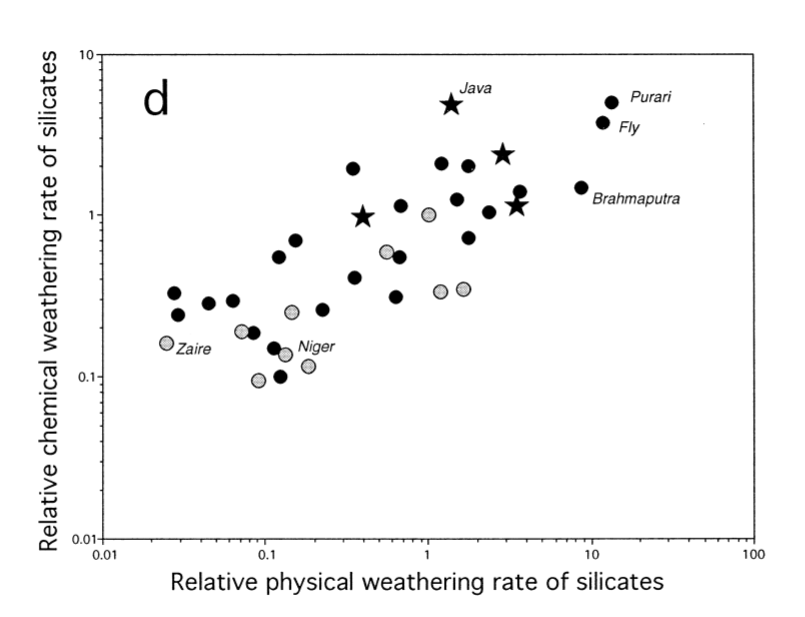 Relative chemical weathering rate of silicates
10
1
0.1
0.01
d
Java
Purari
Fly
Brahmaputra
Zaire
Niger
0.01
0.1
1
10
100
Relative physical weathering rate of silicates